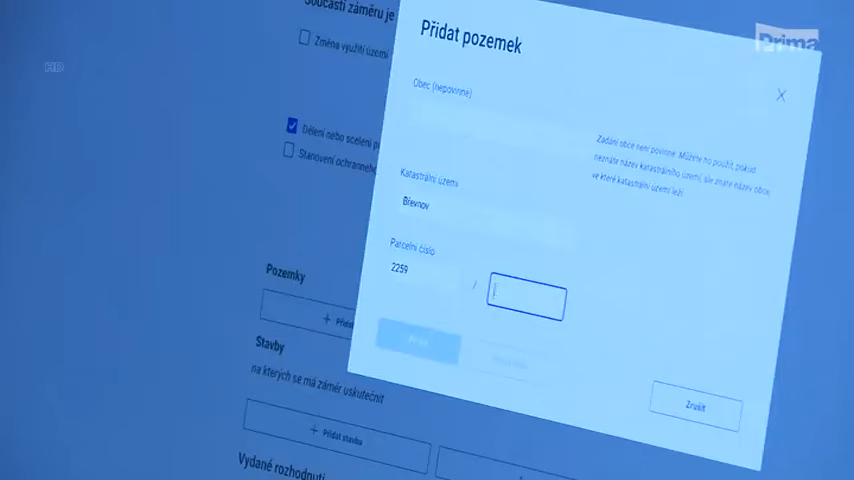 Součástí záměru je
Změna využití území
Dělení nebo scelení
Stanovení ochranného
Pozemky
Stavby
na kterých se má záměr uskutečnit
Přidat stavbu
Vydané rozhodnutí
Přidat pozemek
Obec (nepovinné)
Zadání obce není povinné. Můžete ho použít, pokud
neznáte název katastrálního území, ale znáte název obce,
ve které katastrální území leží.
Katastrální území
Břevnov
Parcelní číslo
2259
/
Zrušit
HD
Prima